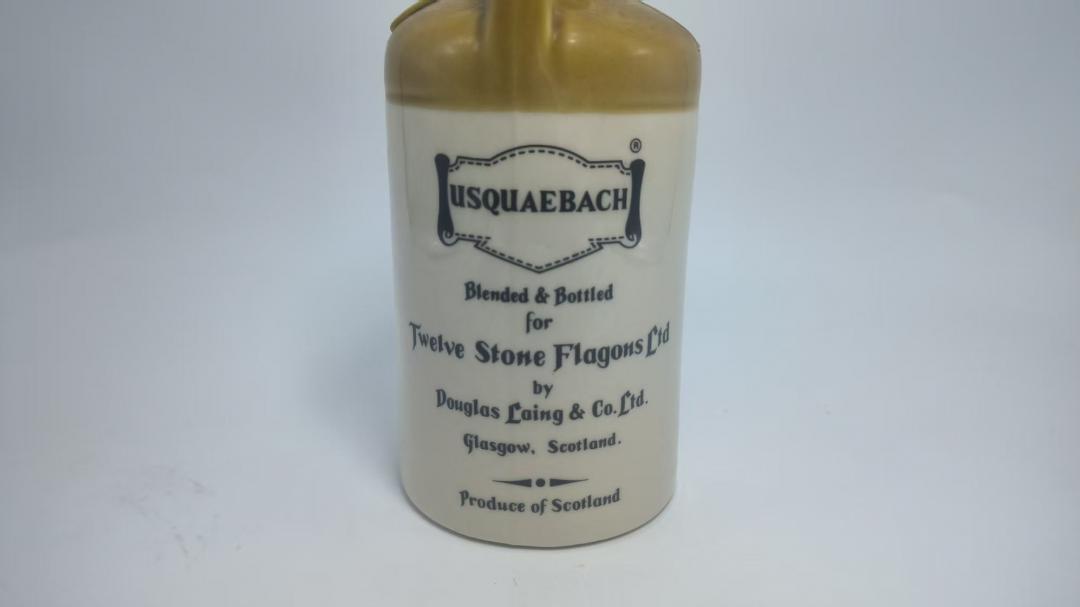 ®
USQUAEBACH
Blended & Bottled
for
Twelve Stone Flagons Ltd
by
Douglas Laing & Co. Ltd.
Glasgow, Scotland.
Produce of Scotland